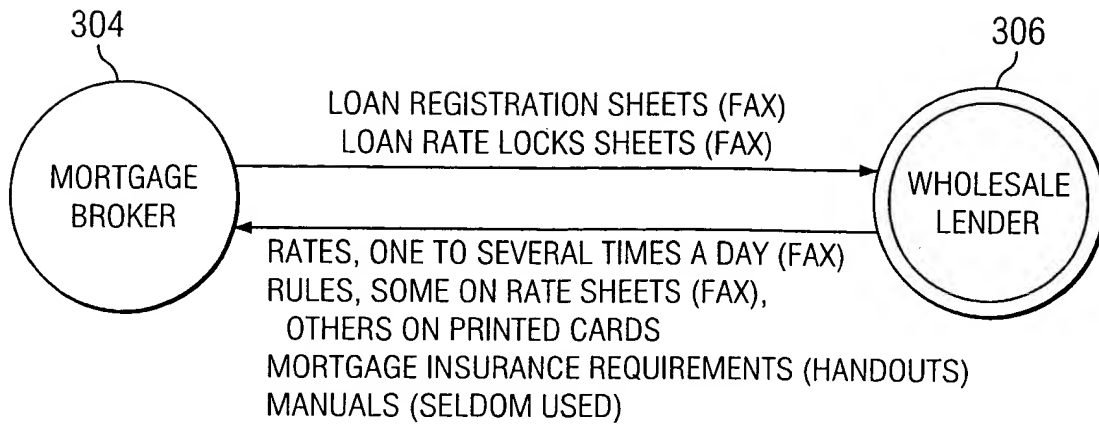 304
306
LOAN REGISTRATION SHEETS (FAX)
LOAN RATE LOCKS SHEETS (FAX)
MORTGAGE
BROKER
WHOLESALE
LENDER
RATES, ONE TO SEVERAL TIMES A DAY (FAX)
RULES, SOME ON RATE SHEETS (FAX),
OTHERS ON PRINTED CARDS
MORTGAGE INSURANCE REQUIREMENTS (HANDOUTS)
MANUALS (SELDOM USED)